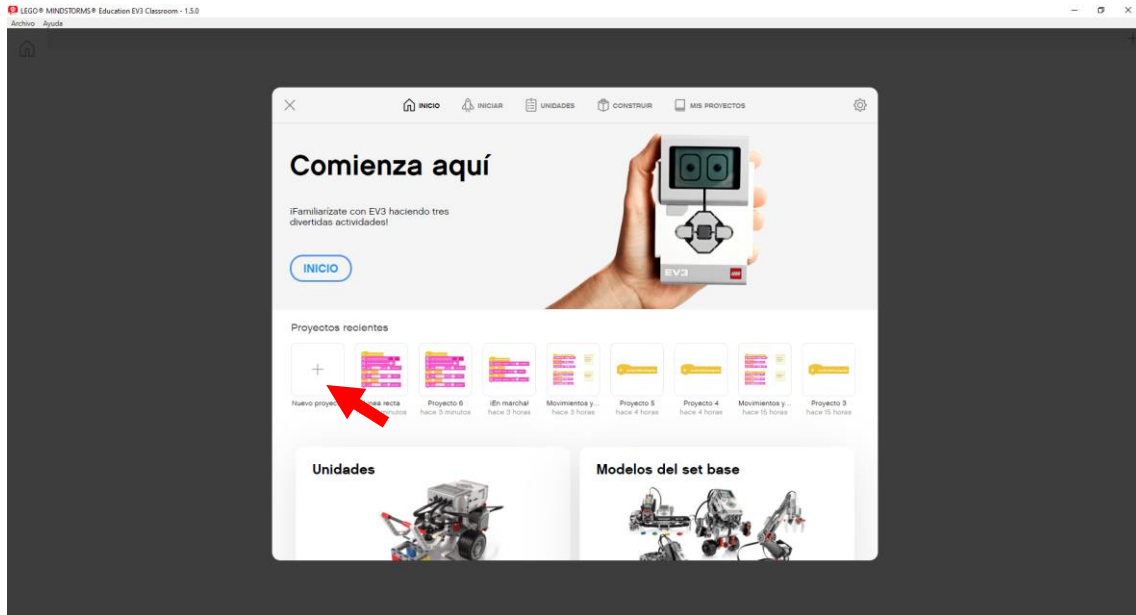 LEGO® MINDSTORMS® Education EV3 Classroom - 1.5.0
Archivo Ayuda
INICIO INICIAR UNIDADES CONSTRUIR MIS PROYECTOS
Comienza aquí
¡Familiarízate con EV3 haciendo tres
divertidas actividades!
INICIO
EV3
Proyectos recientes
Nuevo línea recta Proyecto 6 ¡En marcha! Movimientos y... Proyecto 5 Proyecto 4 Movimientos y... Proyecto 3
minutos hace 3 minutos hace 3 horas hace 3 horas hace 4 horas hace 4 horas hace 15 horas hace 15 horas
Unidades Modelos del set base